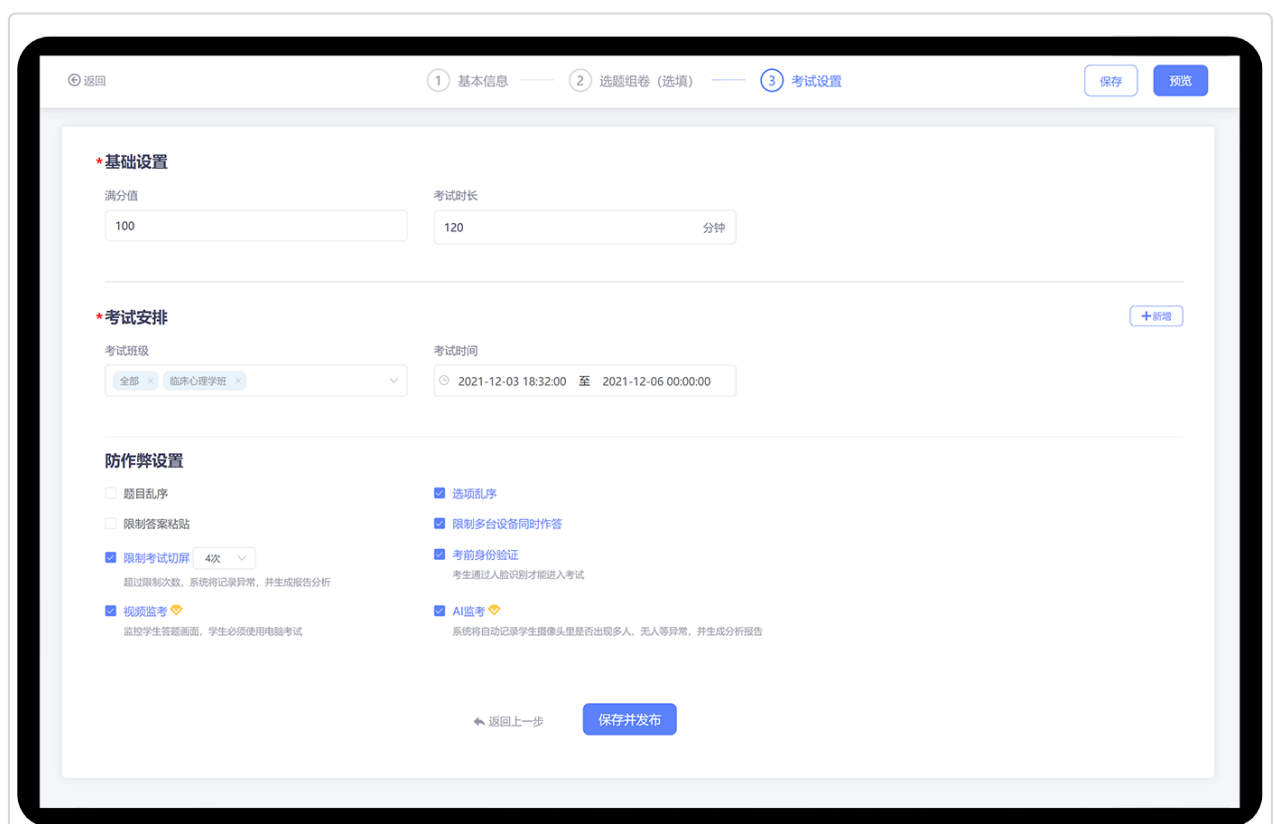 返回 1 基本信息 2 选题组卷（选填） 3 考试设置 保存 预览
*基础设置
满分值 考试时长
100 120 分钟
*考试安排 +新增
考试班级 考试时间
全部 × 临床心理学班 × 2021-12-03 18:32:00 至 2021-12-06 00:00:00
防作弊设置
题目乱序 选项乱序
限制答案粘贴 限制多台设备同时作答
限制考试切屏 4次 考前身份验证
超过限制次数，系统将记录异常，并生成报告分析 考生通过人脸识别才能进入考试
视频监考 AI监考
监控学生答题画面，学生必须使用电脑考试 系统将自动记录学生摄像头里是否出现多人、无人等异常，并生成分析报告
返回上一步 保存并发布